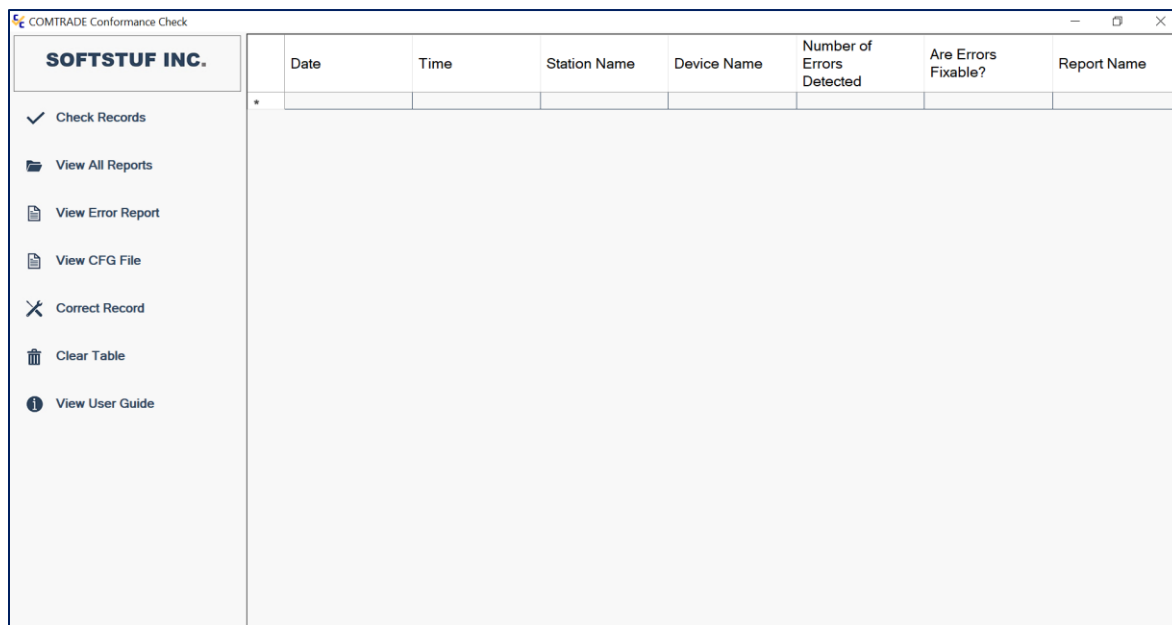 COMTRADE Conformance Check
SOFTSTUF INC.
Check Records
View All Reports
View Error Report
View CFG File
Correct Record
Clear Table
View User Guide
Date
Time
Station Name
Device Name
Number of
Errors
Detected
Are Errors
Fixable?
Report Name
*